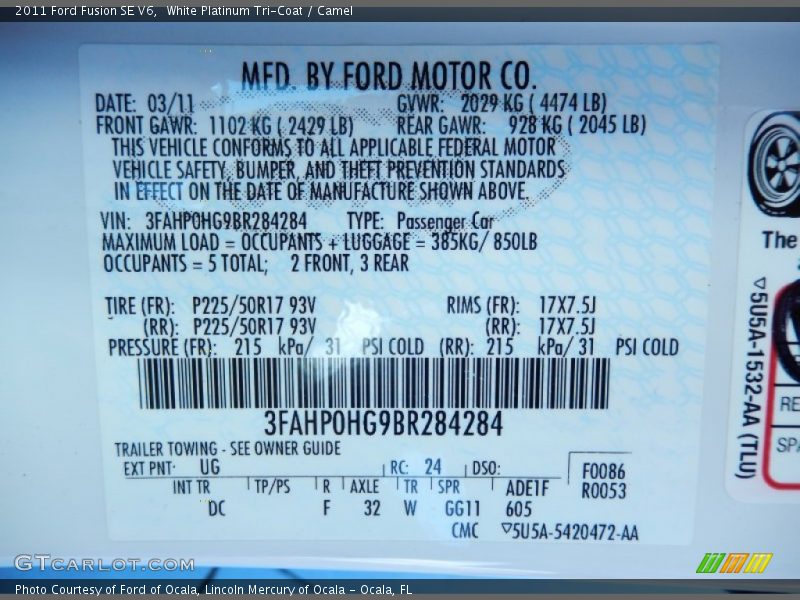 2011 Ford Fusion SE V6,  White Platinum Tri-Coat / Camel
MFD. BY FORD MOTOR CO.
DATE: 03/11 GVWR: 2029 KG ( 4474 LB)
FRONT GAWR: 1102 KG ( 2429 LB) REAR GAWR: 928 KG ( 2045 LB)
THIS VEHICLE CONFORMS TO ALL APPLICABLE FEDERAL MOTOR
VEHICLE SAFETY, BUMPER, AND THEFT PREVENTION STANDARDS
IN EFFECT ON THE DATE OF MANUFACTURE SHOWN ABOVE.
VIN: 3FAHP0HG9BR284284 TYPE: Passenger Car
MAXIMUM LOAD = OCCUPANTS + LUGGAGE = 385KG/ 850LB
OCCUPANTS = 5 TOTAL; 2 FRONT, 3 REAR
TIRE (FR): P225/50R17 93V RIMS (FR): 17X7.5J
(RR): P225/50R17 93V (RR): 17X7.5J
PRESSURE (FR): 215 kPa/ 31 PSI COLD (RR): 215 kPa/ 31 PSI COLD
3FAHP0HG9BR284284
TRAILER TOWING - SEE OWNER GUIDE
EXT PNT: UG RC: 24 DSO: F0086
INT TR TP/PS R AXLE TR SPR ADE1F R0053
DC F 32 W GG11 605
CMC ▽5U5A-5420472-AA
The
▽5U5A-1532-AA (TLU)
RE
SPA
GTCarLot.com
Photo Courtesy of Ford of Ocala, Lincoln Mercury of Ocala - Ocala, FL